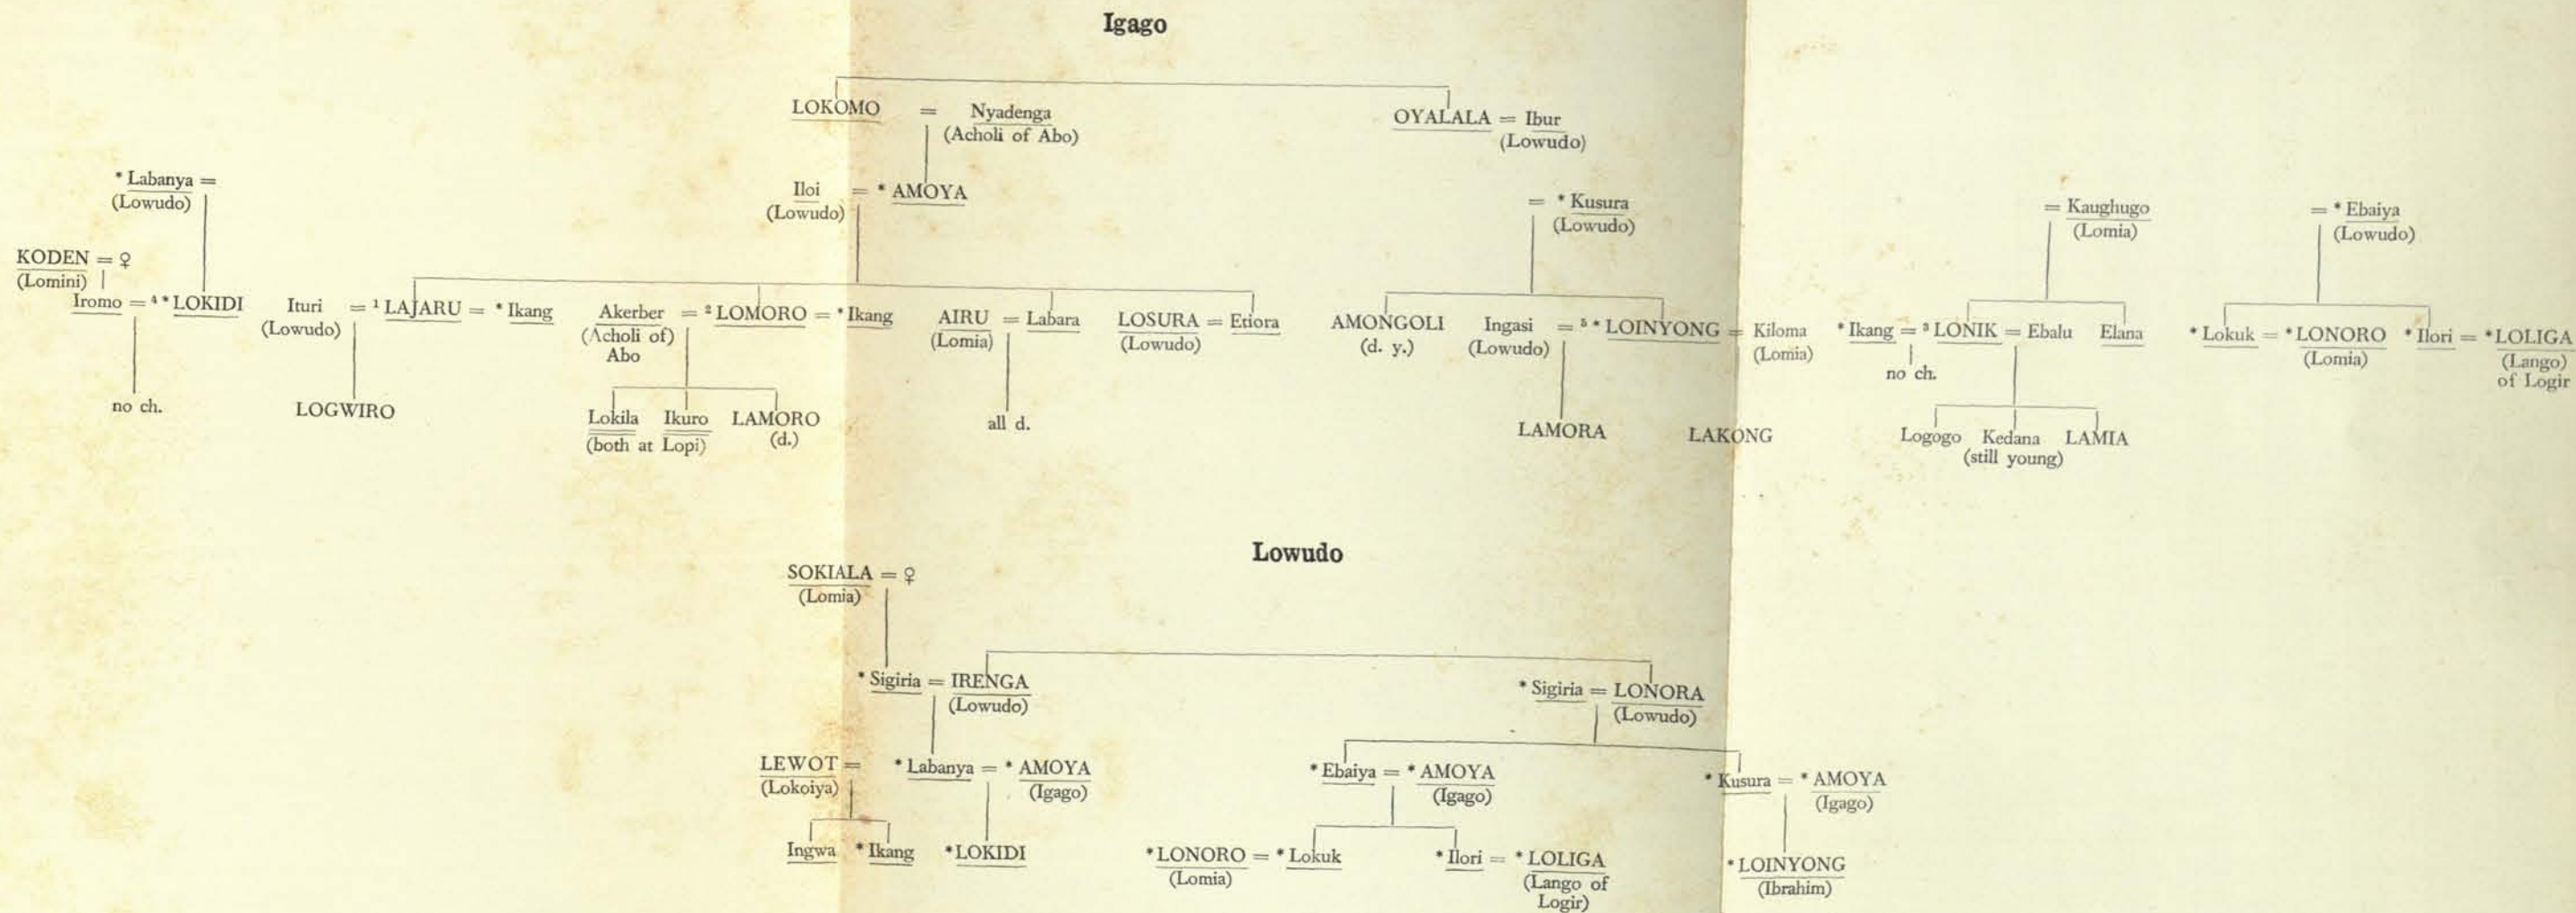 Igago
LOKOMO = Nyadenga
(Acholi of Abo)
OYALALA = Ibur
(Lowudo)
* Labanya =
(Lowudo)
Iloi = * AMOYA
(Lowudo)
= * Kusura
(Lowudo)
= Kaughugo
(Lomia)
= * Ebaiya
(Lowudo)
KODEN = ♀
(Lomini)
Iromo = ⁴ * LOKIDI
Ituri = ¹ LAJARU = * Ikang
(Lowudo)
Akerber = ² LOMORO = * Ikang
(Acholi of)
Abo
AIRU = Labara
(Lomia)
LOSURA = Etiora
(Lowudo)
AMONGOLI
(d. y.)
Ingasi = ⁵ * LOINYONG = Kiloma
(Lowudo)
(Lomia)
* Ikang = ³ LONIK = Ebalu
Elana
* Lokuk = * LONORO
(Lomia)
* Ilori = * LOLIGA
(Lango)
of Logir
no ch.
no ch.
LOGWIRO
Lokila Ikuro LAMORO
(both at Lopi) (d.)
all d.
LAMORA
LAKONG
Logogo Kedana LAMIA
(still young)
Lowudo
SOKIALA = ♀
(Lomia)
* Sigiria = IRENGA
(Lowudo)
* Sigiria = LONORA
(Lowudo)
LEWOT =
(Lokoiya)
* Labanya = * AMOYA
(Igago)
* Ebaiya = * AMOYA
(Igago)
* Kusura = * AMOYA
(Igago)
Ingwa * Ikang
* LOKIDI
* LONORO = * Lokuk
(Lomia)
* Ilori = * LOLIGA
(Lango of
Logir)
* LOINYONG
(Ibrahim)